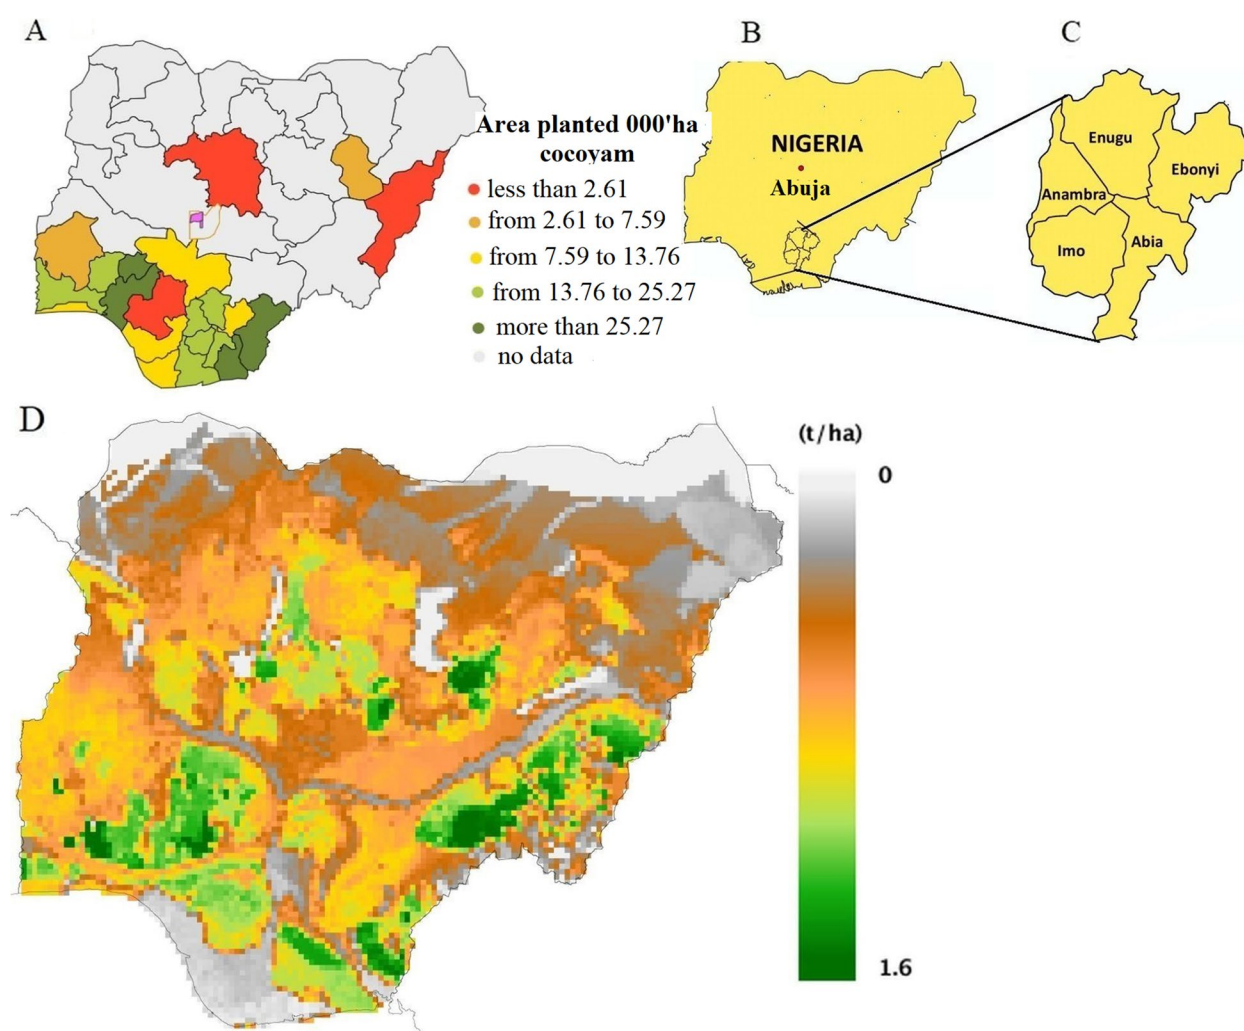 A
Area planted 000'ha
cocoyam
less than 2.61
from 2.61 to 7.59
from 7.59 to 13.76
from 13.76 to 25.27
more than 25.27
no data
B
NIGERIA
Abuja
C
Enugu
Ebonyi
Anambra
Imo
Abia
D
(t/ha)
0
1.6